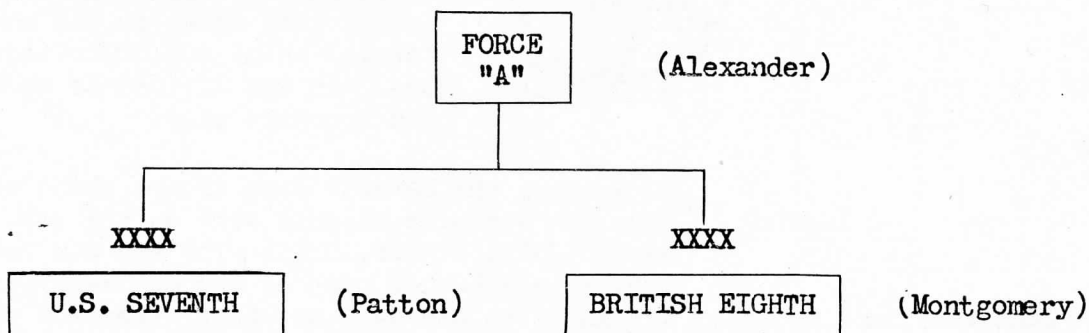 FORCE
"A"
(Alexander)
XXXX
XXXX
U.S. SEVENTH
(Patton)
BRITISH EIGHTH
(Montgomery)